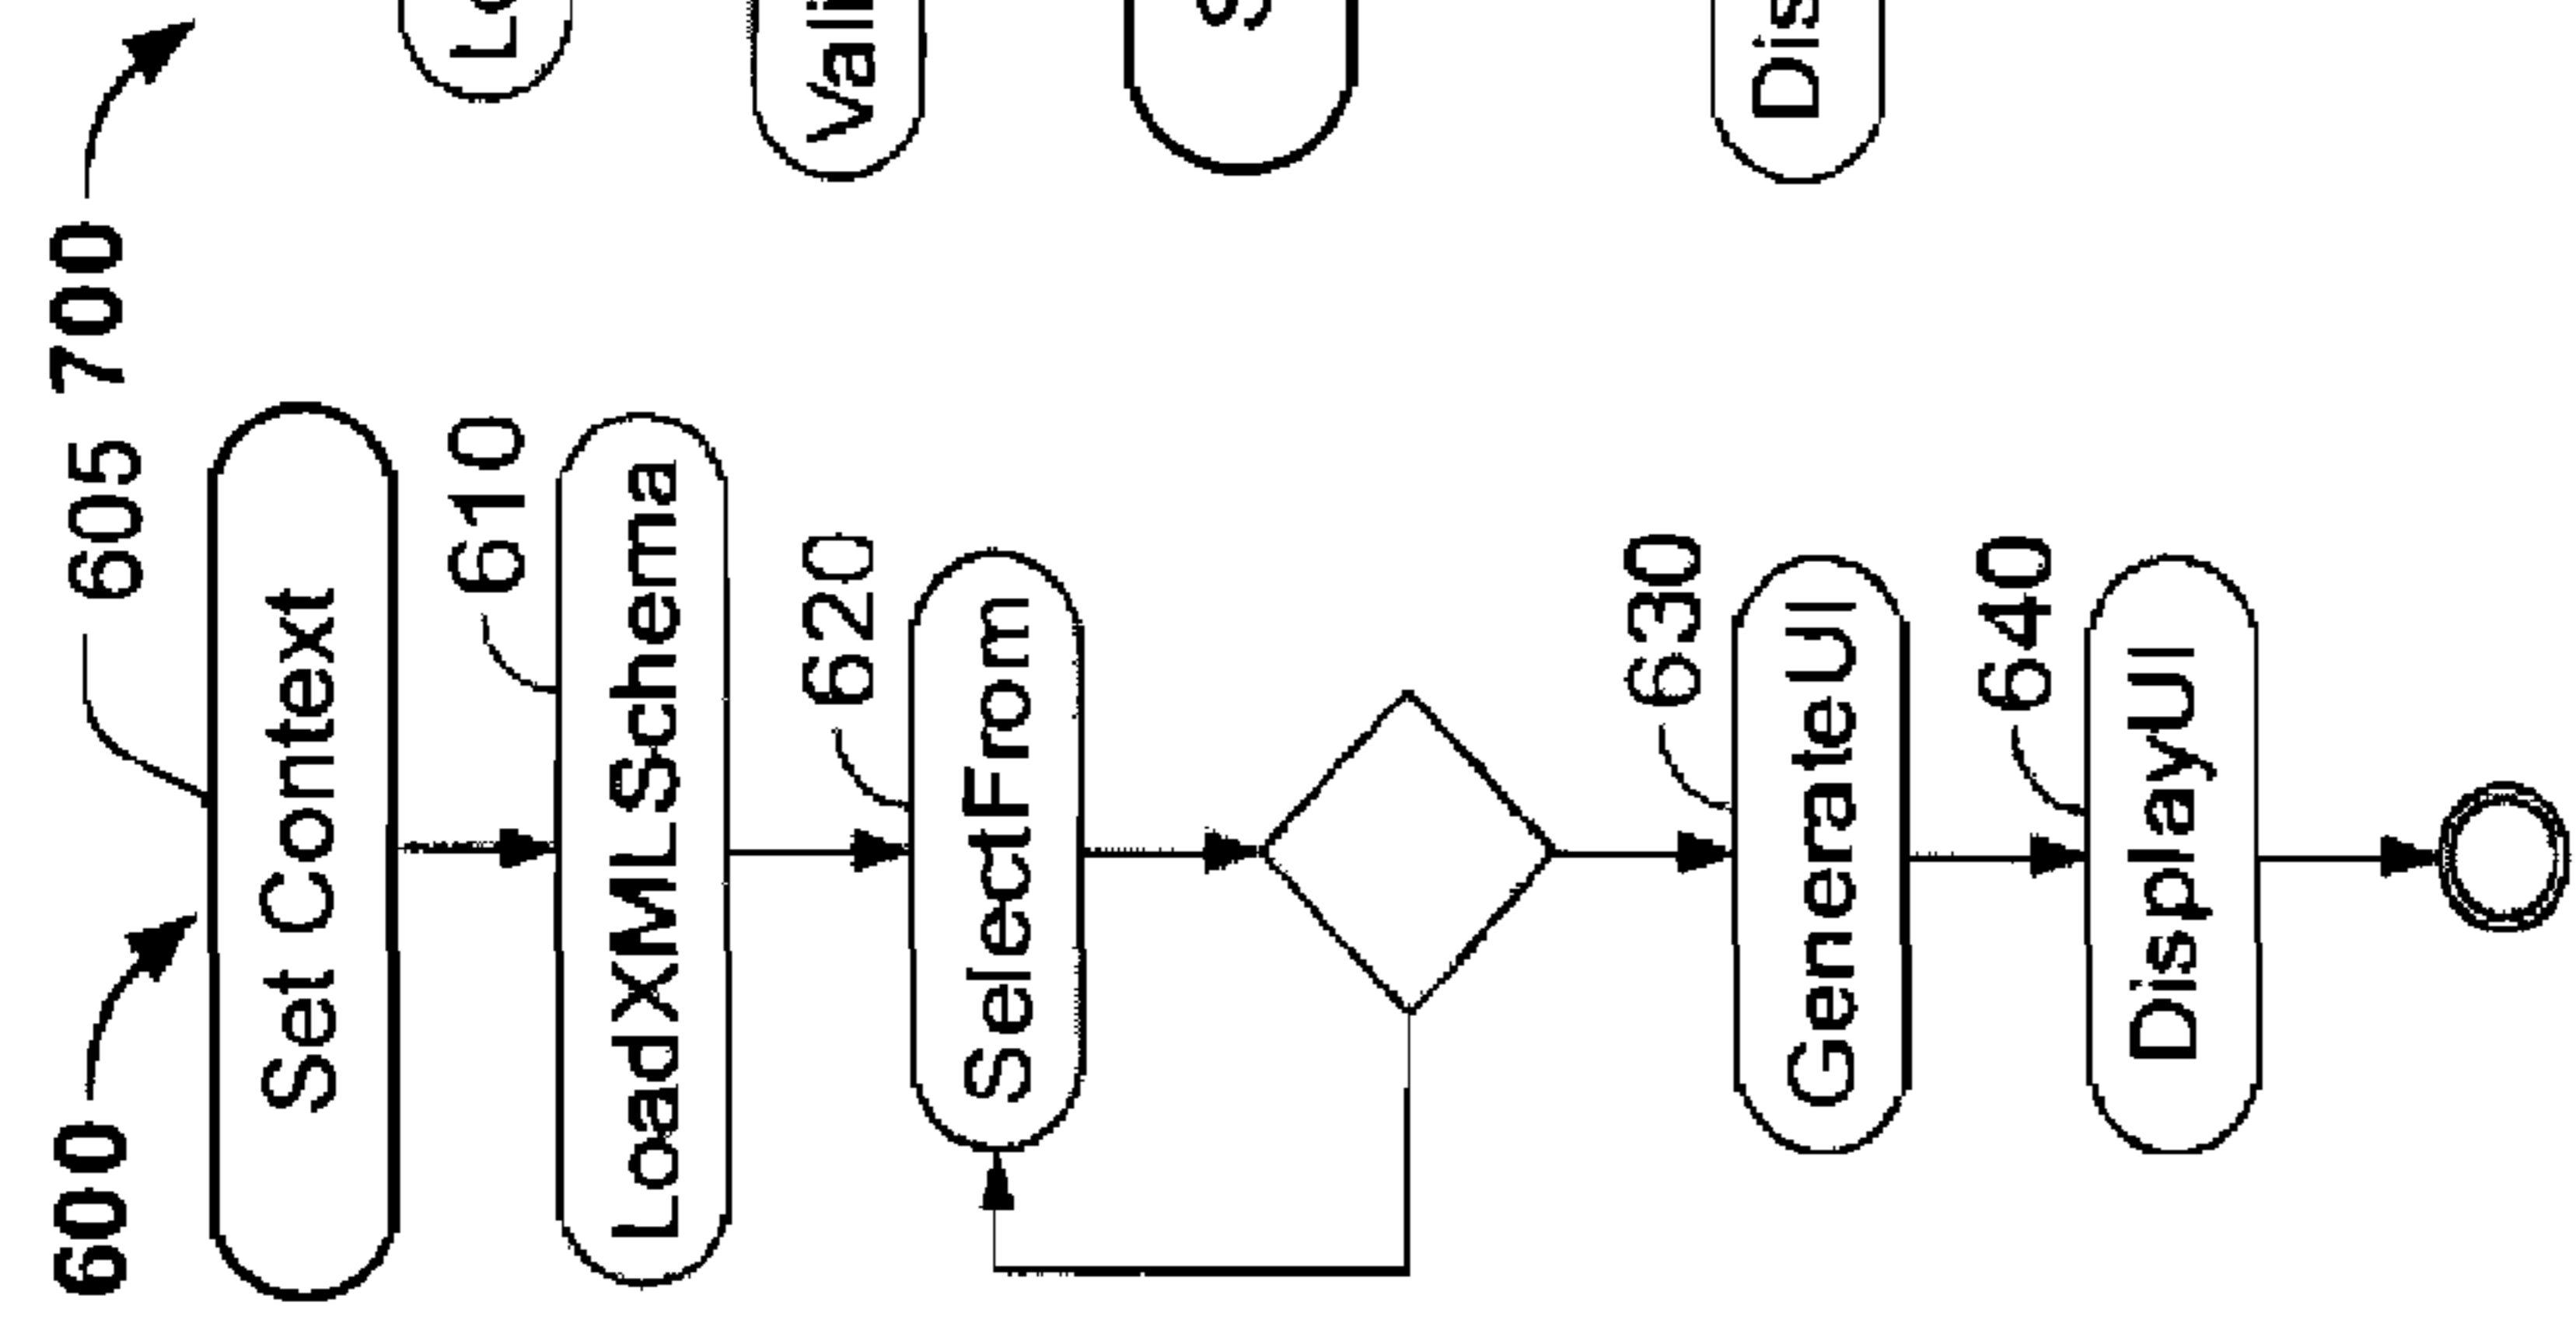 600
605
700
Set Context
610
LoadXMLSchema
620
SelectFrom
630
GenerateUI
640
DisplayUI